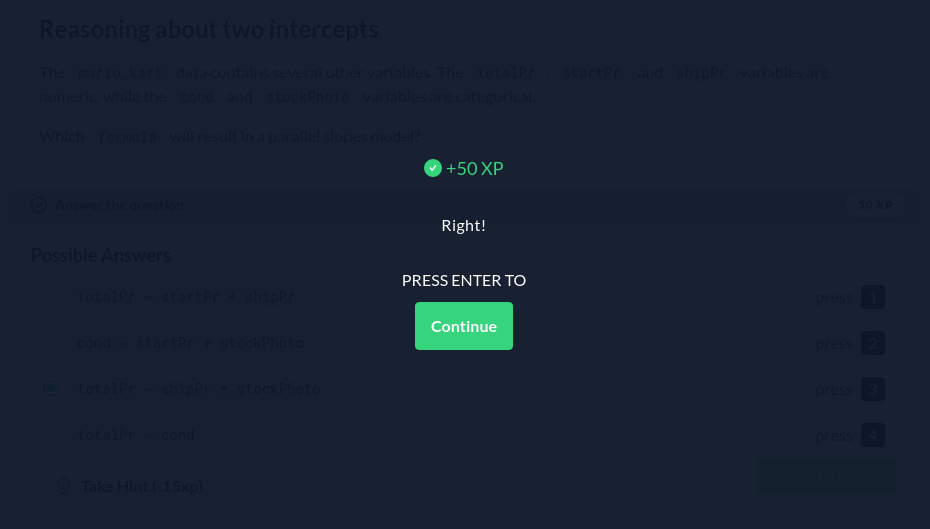 Reasoning about two intercepts
The mario_kart data contains several other variables. The totalPr , startPr , and shipPr variables are
numeric, while the cond and stockPhoto variables are categorical.
Which formula will result in a parallel slopes model?
+50 XP
Answer the question
50 XP
Right!
Possible Answers
PRESS ENTER TO
totalPr ~ startPr + shipPr
press 1
Continue
cond ~ startPr + stockPhoto
press 2
totalPr ~ shipPr + stockPhoto
press 3
totalPr ~ cond
press 4
Take Hint (-15xp)